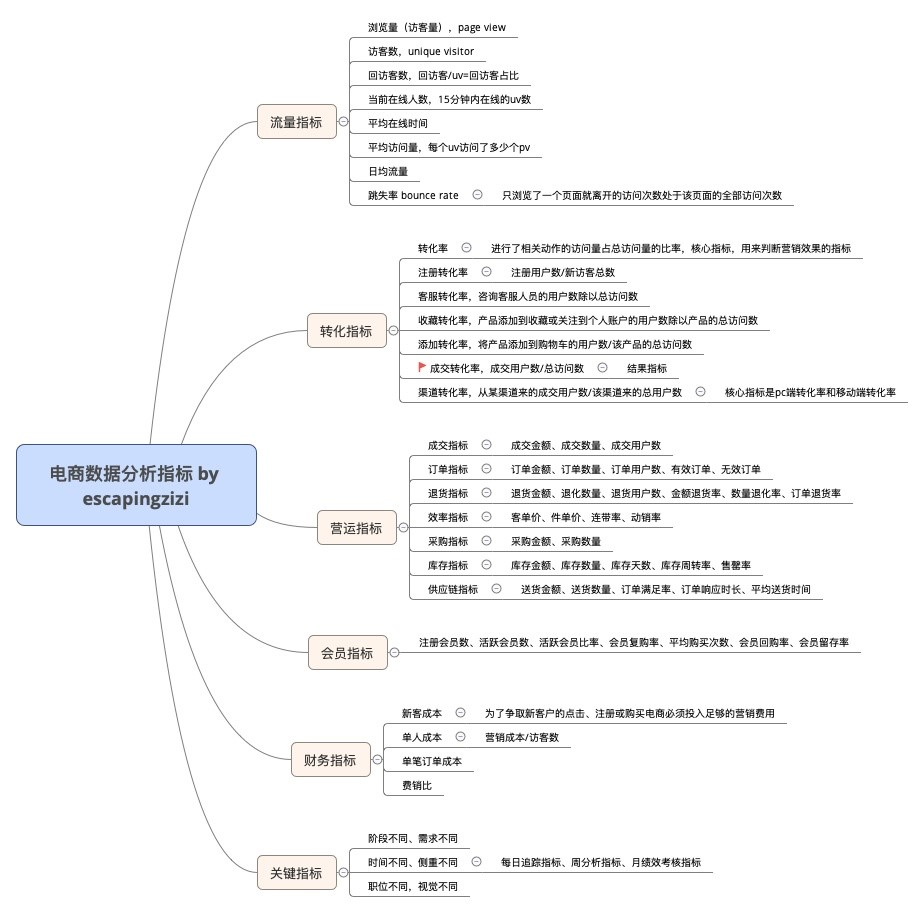 浏览量（访客量），page view
访客数，unique visitor
回访客数，回访客/uv=回访客占比
当前在线人数，15分钟内在线的uv数
平均在线时间
平均访问量，每个uv访问了多少个pv
日均流量
跳失率 bounce rate
只浏览了一个页面就离开的访问次数处于该页面的全部访问次数
流量指标
转化率
进行了相关动作的访问量占总访问量的比率，核心指标，用来判断营销效果的指标
注册转化率
注册用户数/新访客总数
客服转化率，咨询客服人员的用户数除以总访问数
收藏转化率，产品添加到收藏或关注到个人账户的用户数除以产品的总访问数
添加转化率，将产品添加到购物车的用户数/该产品的总访问数
成交转化率，成交用户数/总访问数
结果指标
渠道转化率，从某渠道来的成交用户数/该渠道来的总用户数
核心指标是pc端转化率和移动端转化率
转化指标
电商数据分析指标 by
escapingzizi
成交指标
成交金额、成交数量、成交用户数
订单指标
订单金额、订单数量、订单用户数、有效订单、无效订单
退货指标
退货金额、退化数量、退货用户数、金额退货率、数量退化率、订单退货率
效率指标
客单价、件单价、连带率、动销率
采购指标
采购金额、采购数量
库存指标
库存金额、库存数量、库存天数、库存周转率、售罄率
供应链指标
送货金额、送货数量、订单满足率、订单响应时长、平均送货时间
营运指标
会员指标
注册会员数、活跃会员数、活跃会员比率、会员复购率、平均购买次数、会员回购率、会员留存率
新客成本
为了争取新客户的点击、注册或购买电商必须投入足够的营销费用
单人成本
营销成本/访客数
单笔订单成本
费销比
财务指标
阶段不同、需求不同
时间不同、侧重不同
每日追踪指标、周分析指标、月绩效考核指标
职位不同，视觉不同
关键指标